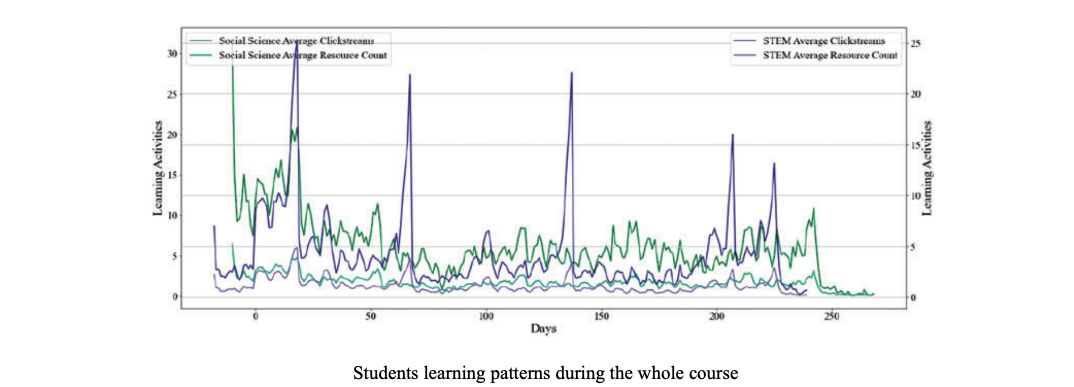 Social Science Average Clickstreams
Social Science Average Resource Count
STEM Average Clickstreams
STEM Average Resource Count
30
25
20
15
10
5
0
Learning Activities
25
20
15
10
5
0
Learning Activities
0
50
100
150
200
250
Days
Students learning patterns during the whole course